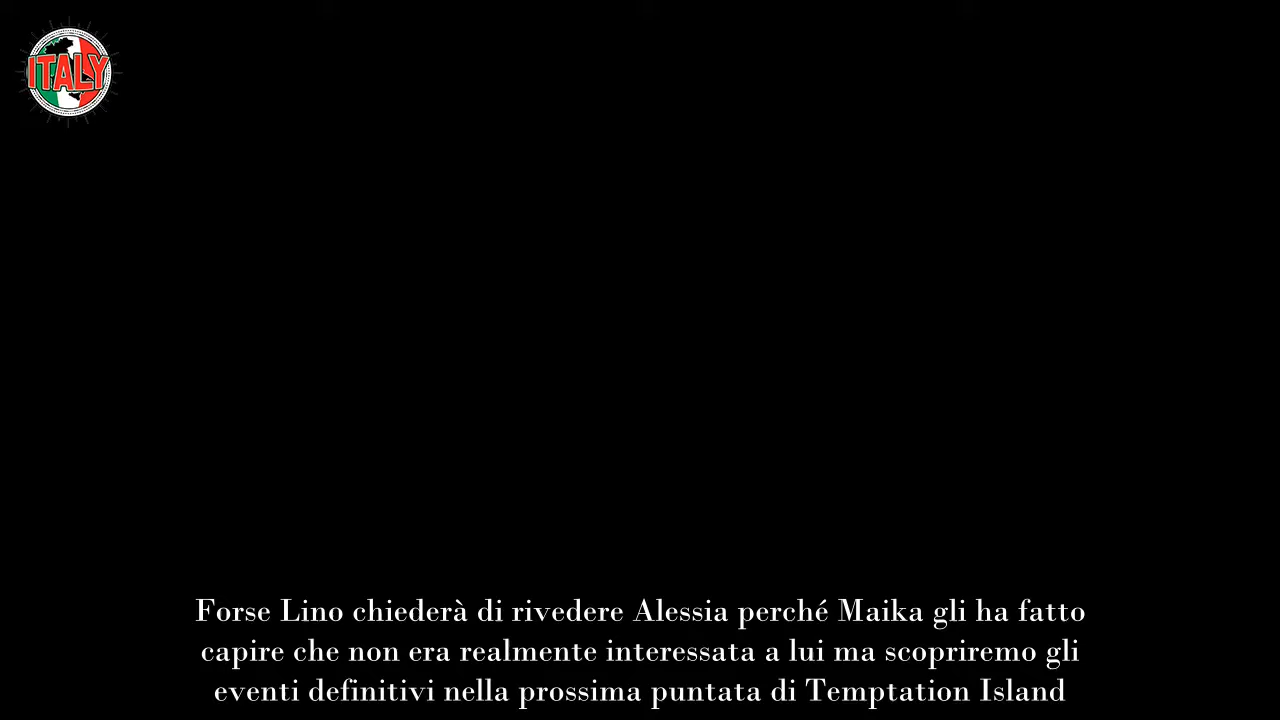 ITALY
Forse Lino chiederà di rivedere Alessia perché Maika gli ha fatto
capire che non era realmente interessata a lui ma scopriremo gli
eventi definitivi nella prossima puntata di Temptation Island